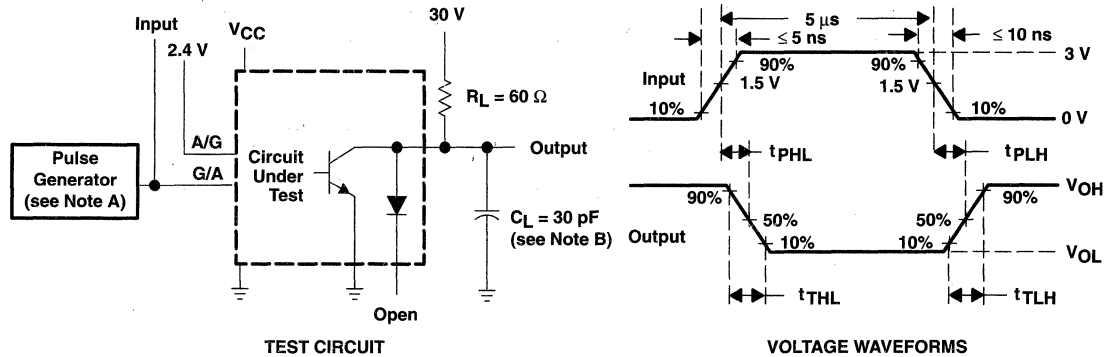 Input
2.4 V
VCC
30 V
RL = 60 Ω
A/G
G/A
Pulse
Generator
(see Note A)
Circuit
Under
Test
Output
CL = 30 pF
(see Note B)
Open
TEST CIRCUIT
5 μs
≤ 5 ns
≤ 10 ns
3 V
90%
90%
Input
1.5 V
1.5 V
10%
10%
0 V
tPHL
tPLH
VOH
90%
90%
50%
50%
Output
10%
10%
VOL
tTHL
tTLH
VOLTAGE WAVEFORMS